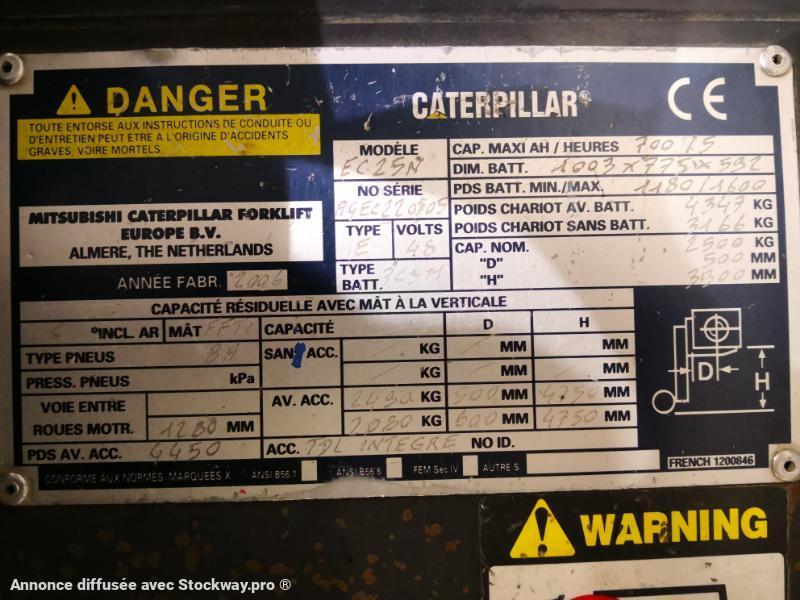 DANGER
TOUTE ENTORSE AUX INSTRUCTIONS DE CONDUITE OU
D'ENTRETIEN PEUT ÊTRE A L'ORIGINE D'ACCIDENTS
GRAVES, VOIRE MORTELS.
CATERPILLAR®
CE
MITSUBISHI CATERPILLAR FORKLIFT
EUROPE B.V.
ALMERE, THE NETHERLANDS
ANNÉE FABR. 2006
MODÈLE
EC25N
NO SÉRIE
TYPE VOLTS
E 48
TYPE
BATT.
CAP. MAXI AH / HEURES
DIM. BATT. 1003 x 775 x 592
PDS BATT. MIN./MAX. 1180/1600
POIDS CHARIOT AV. BATT. 4347 KG
POIDS CHARIOT SANS BATT. 3166 KG
CAP. NOM. 2500 KG
"D" 500 MM
"H" 3300 MM
CAPACITÉ RÉSIDUELLE AVEC MÂT À LA VERTICALE
°INCL. AR MÂT CAPACITÉ D H
TYPE PNEUS
SANS ACC. KG MM MM
PRESS. PNEUS kPa
KG MM MM
VOIE ENTRE
ROUES MOTR. 1280 MM
AV. ACC. 2490 KG 500 MM 4750 MM
2080 KG 600 MM 4750 MM
PDS AV. ACC. 4450
ACC. TDL INTEGRE NO ID.
CONFORME AUX NORMES MARQUEES X ANSI B56.1 ANSI B56.6 FEM Sec IV AUTRE S
D
H
FRENCH 1200846
WARNING
Annonce diffusée avec Stockway.pro ®